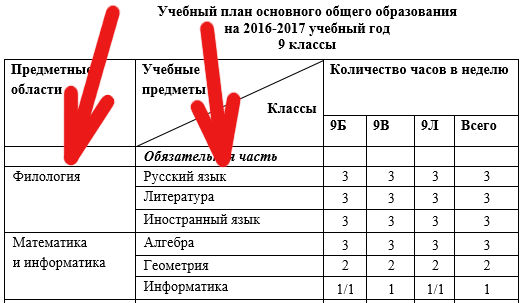 Учебный план основного общего образования
на 2016-2017 учебный год
9 классы
Предметные области Учебные предметы Классы Количество часов в неделю
9Б 9В 9Л Всего
Обязательная часть
Филология Русский язык 3 3 3 3
Литература 3 3 3 3
Иностранный язык 3 3 3 3
Математика и информатика Алгебра 3 3 3 3
Геометрия 2 2 2 2
Информатика 1/1 1 1/1 1